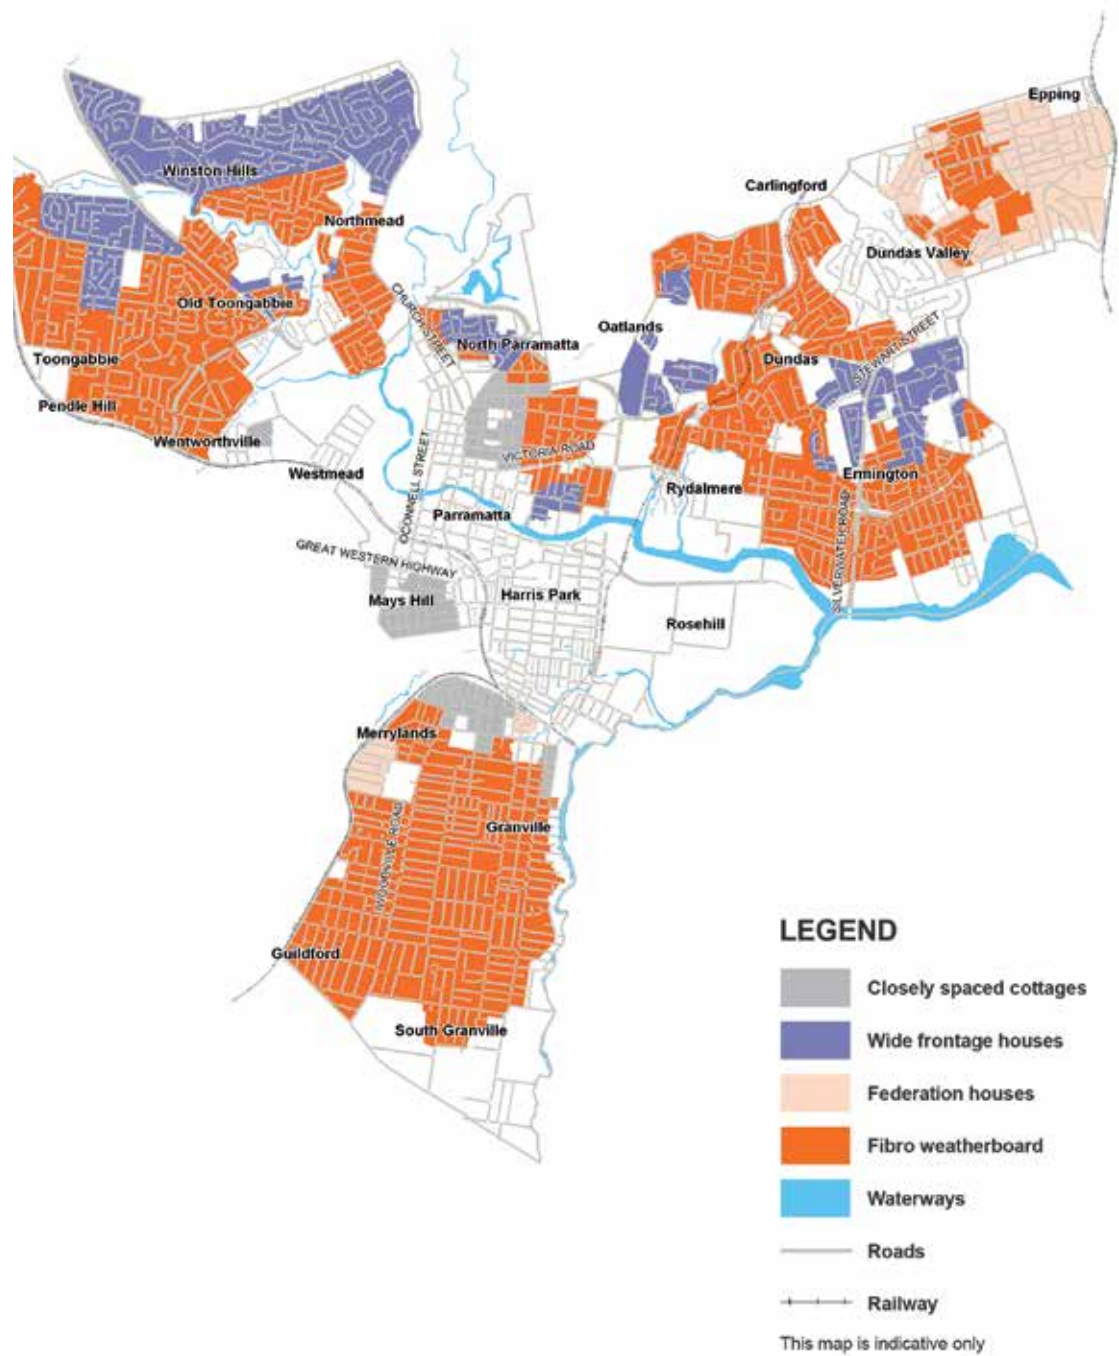 Epping
Winston Hills
Carlingford
Northmead
Dundas Valley
CHURCH STREET
Old Toongabbie
Oatlands
North Parramatta
STEWART STREET
Toongabbie
Dundas
Pendle Hill
Wentworthville
VICTORIA ROAD
OCONNELL STREET
Westmead
Ermington
Rydalmere
Parramatta
SILVERWATER ROAD
GREAT WESTERN HIGHWAY
Mays Hill
Harris Park
Rosehill
Merrylands
WOODVILLE ROAD
Granville
Guildford
South Granville
LEGEND
Closely spaced cottages
Wide frontage houses
Federation houses
Fibro weatherboard
Waterways
Roads
Railway
This map is indicative only